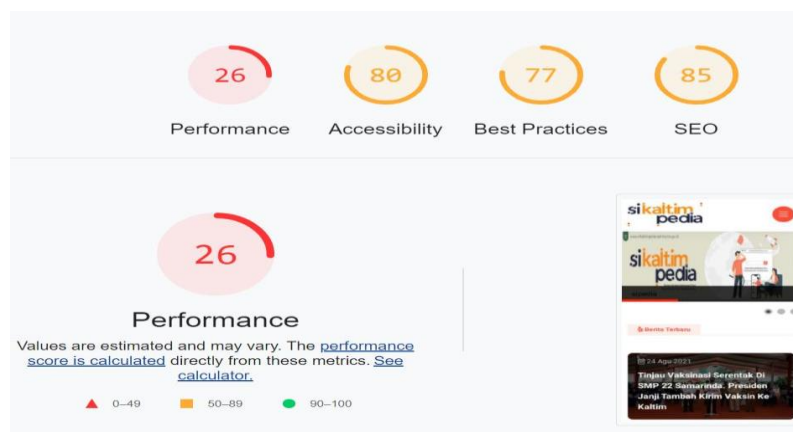 26
80
77
85
Performance
Accessibility
Best Practices
SEO
26
Performance
Values are estimated and may vary. The performance
score is calculated directly from these metrics. See
calculator.
0–49
50–89
90–100
sikaltim
pedia
sikaltim
pedia
Berita Terbaru
24 Agu 2021
Tinjau Vaksinasi Serentak Di
SMP 22 Samarinda, Presiden
Janji Tambah Kirim Vaksin Ke
Kaltim